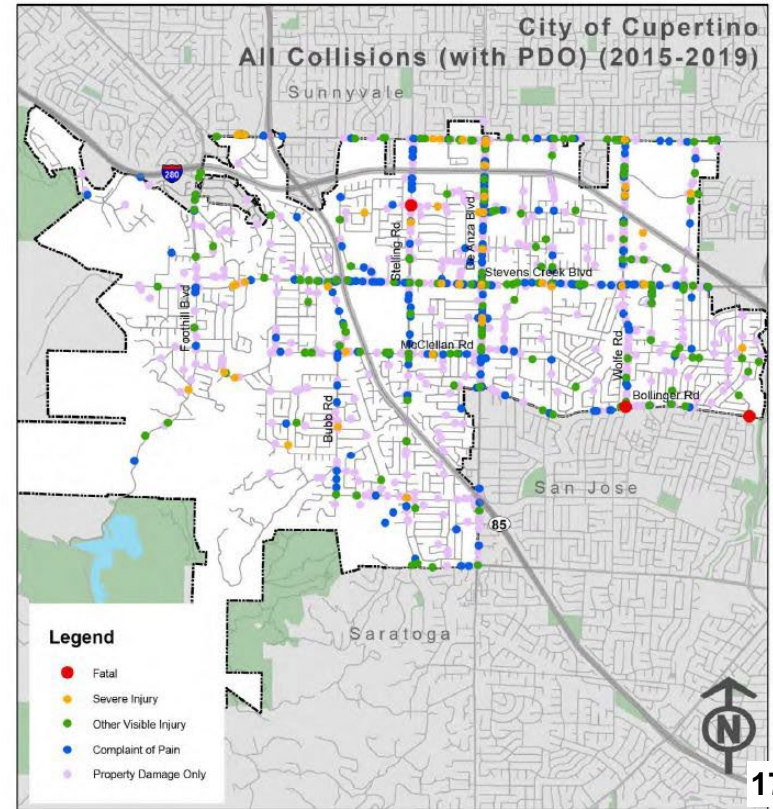 City of Cupertino
All Collisions (with PDO) (2015-2019)
Sunnyvale
280
Stelling Rd
De Anza Blvd
Stevens Creek Blvd
Foothill Blvd
McClellan Rd
Wolfe Rd
Bubb Rd
Bollinger Rd
San Jose
85
Saratoga
Legend
Fatal
Severe Injury
Other Visible Injury
Complaint of Pain
Property Damage Only
N
17